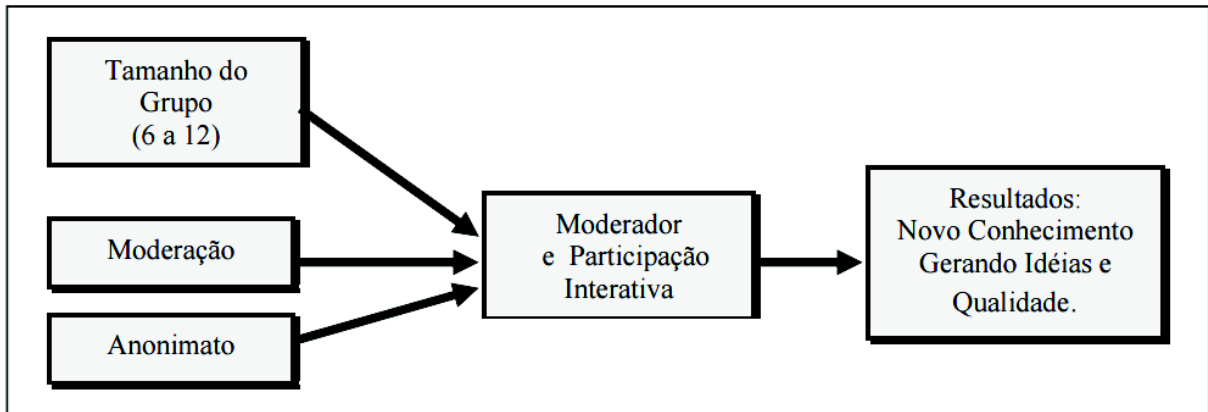 Tamanho do
Grupo
(6 a 12)
Moderação
Anonimato
Moderador
e Participação
Interativa
Resultados:
Novo Conhecimento
Gerando Idéias e
Qualidade.